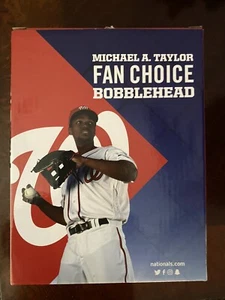 MICHAEL A. TAYLOR
FAN CHOICE
BOBBLEHEAD
nationals.com